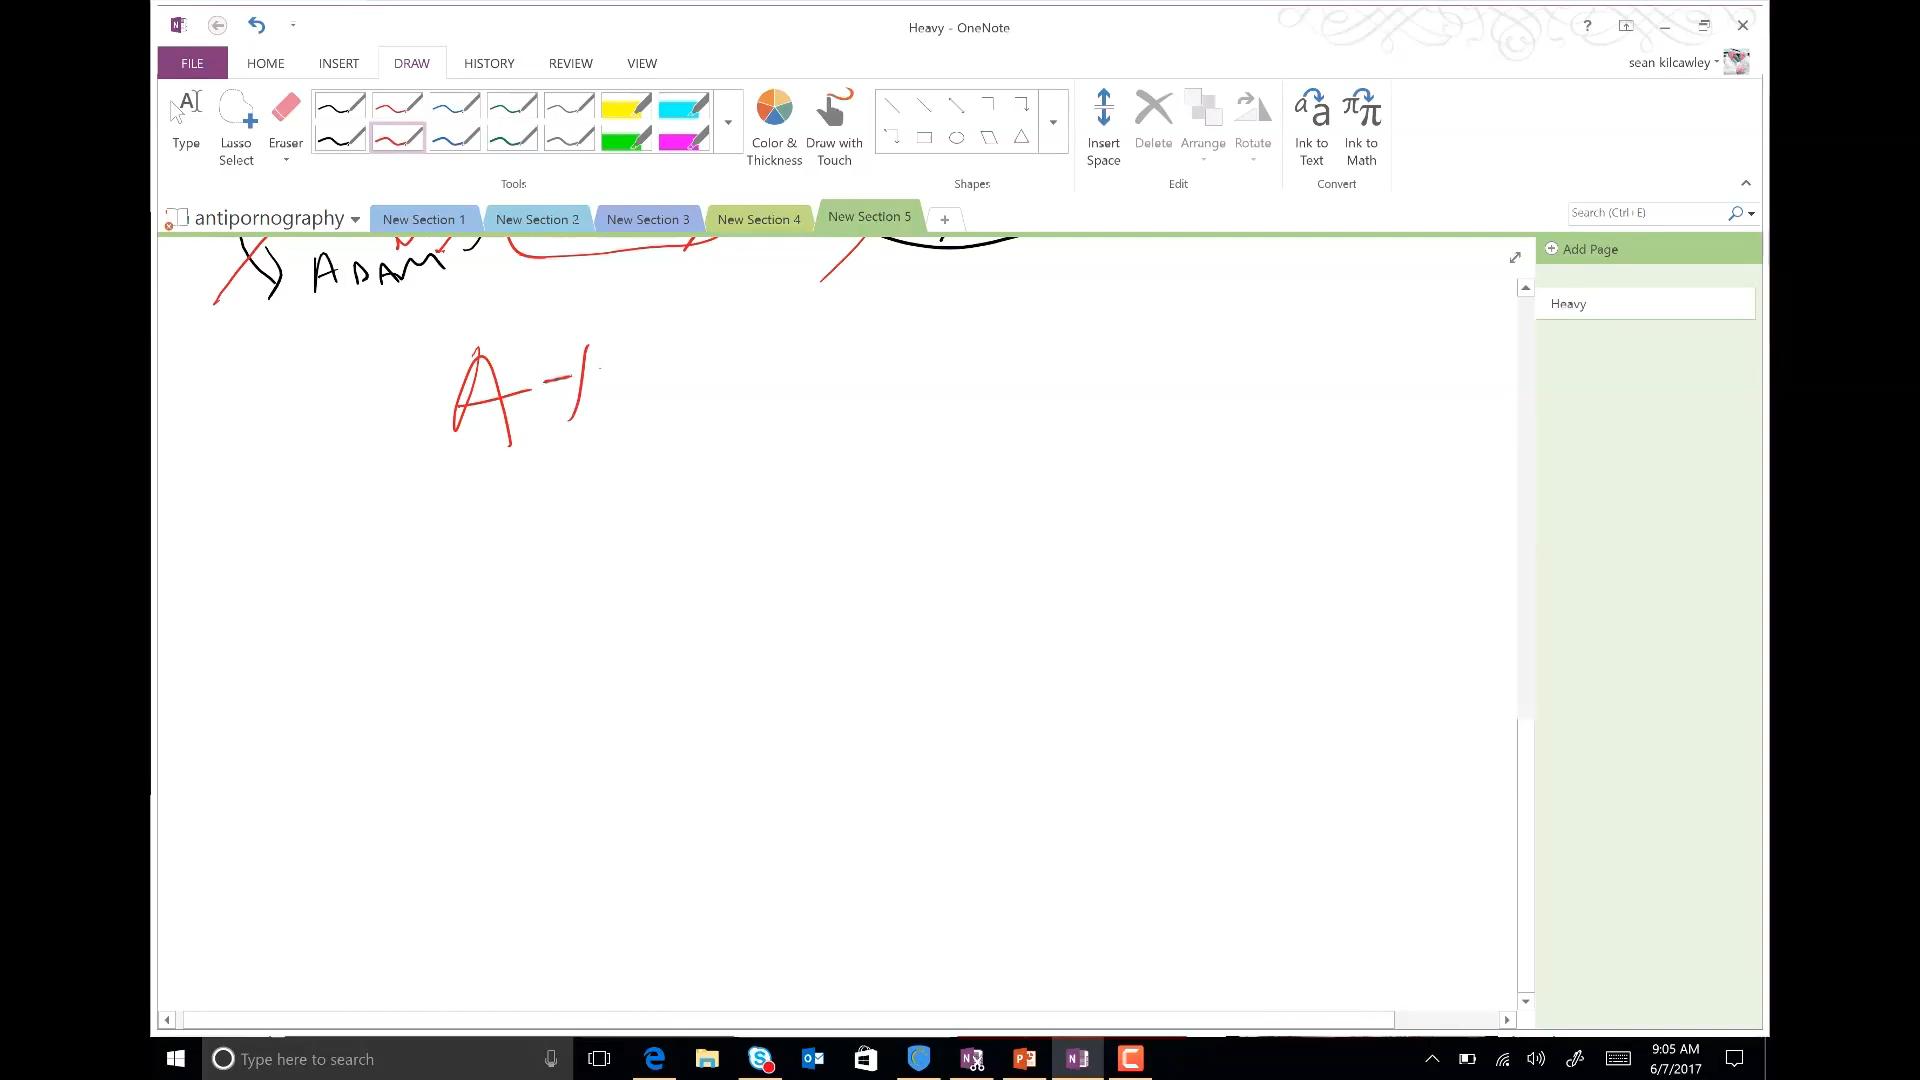 Heavy - OneNote
?
FILE HOME INSERT DRAW HISTORY REVIEW VIEW
sean kilcawley
Type
Lasso Select
Eraser
Color & Thickness
Draw with Touch
Insert Space
Delete
Arrange
Rotate
Ink to Text
Ink to Math
Tools
Shapes
Edit
Convert
antipornography
New Section 1
New Section 2
New Section 3
New Section 4
New Section 5
Search (Ctrl+E)
Add Page
Heavy
ADAM
A-1
Type here to search
9:05 AM
6/7/2017